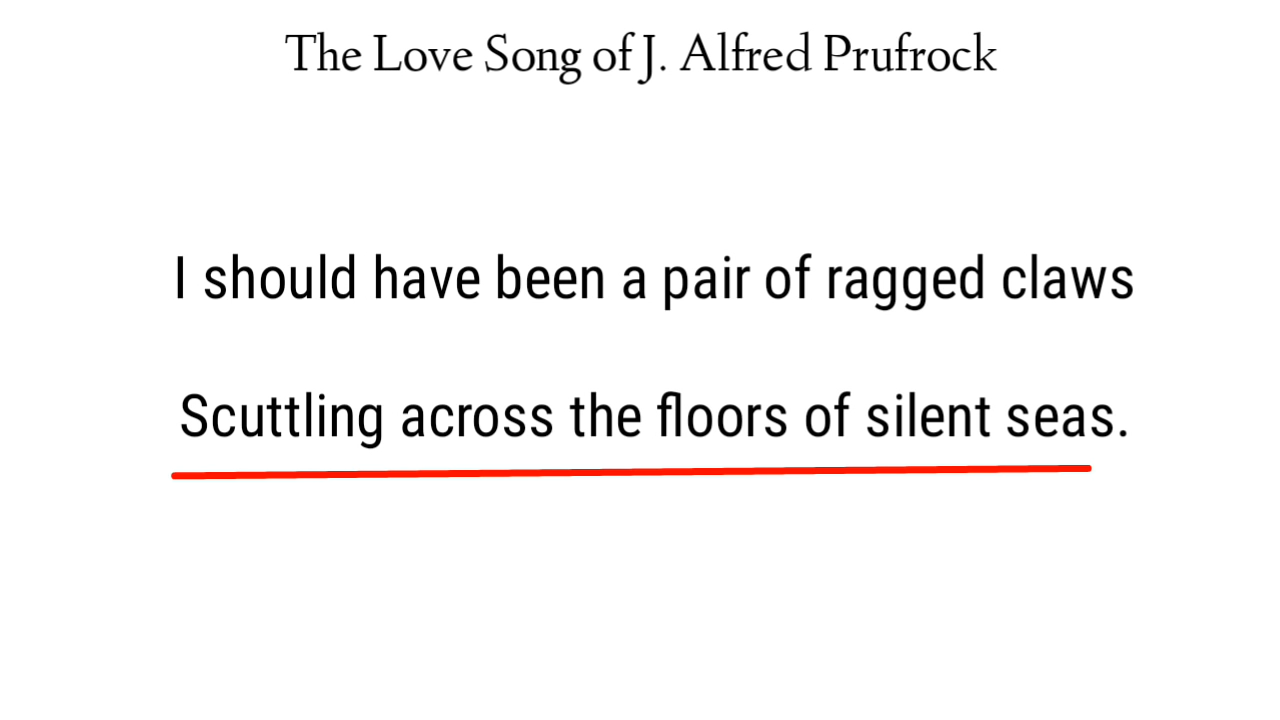 The Love Song of J. Alfred Prufrock
I should have been a pair of ragged claws
Scuttling across the floors of silent seas.